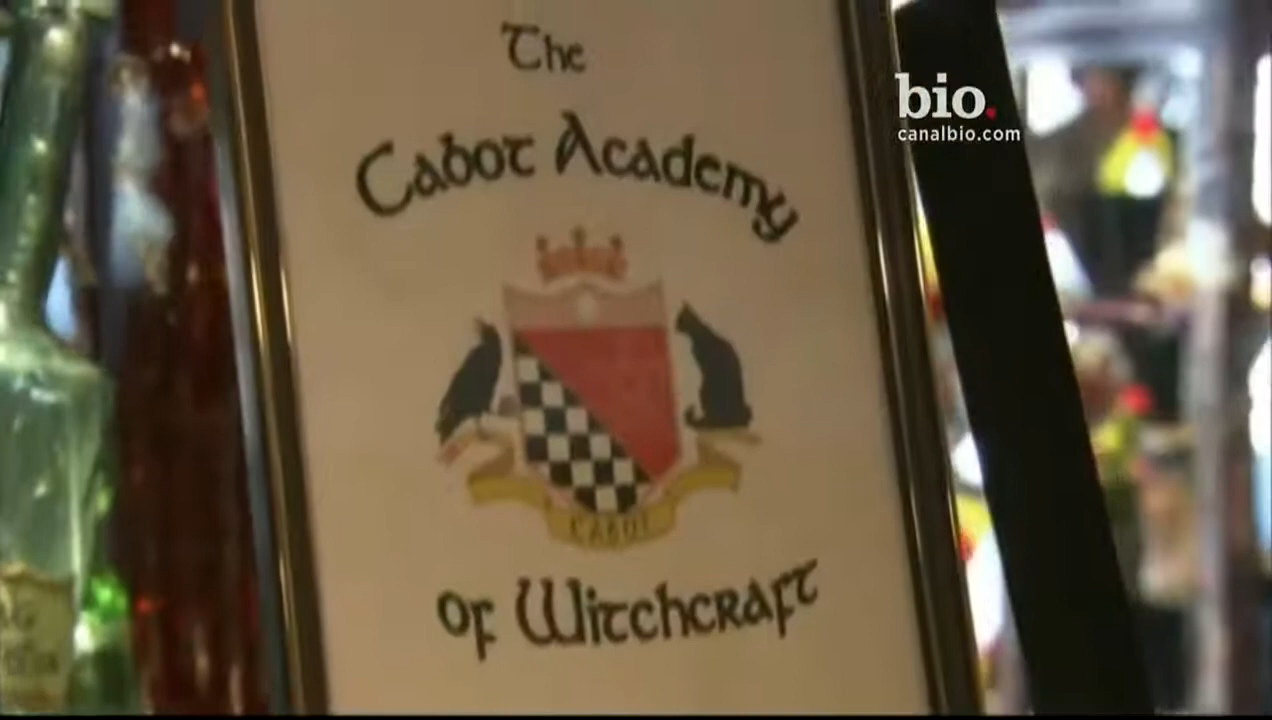 The
Cabot Academy
CABOT
of Witchcraft
bio.
canalbio.com